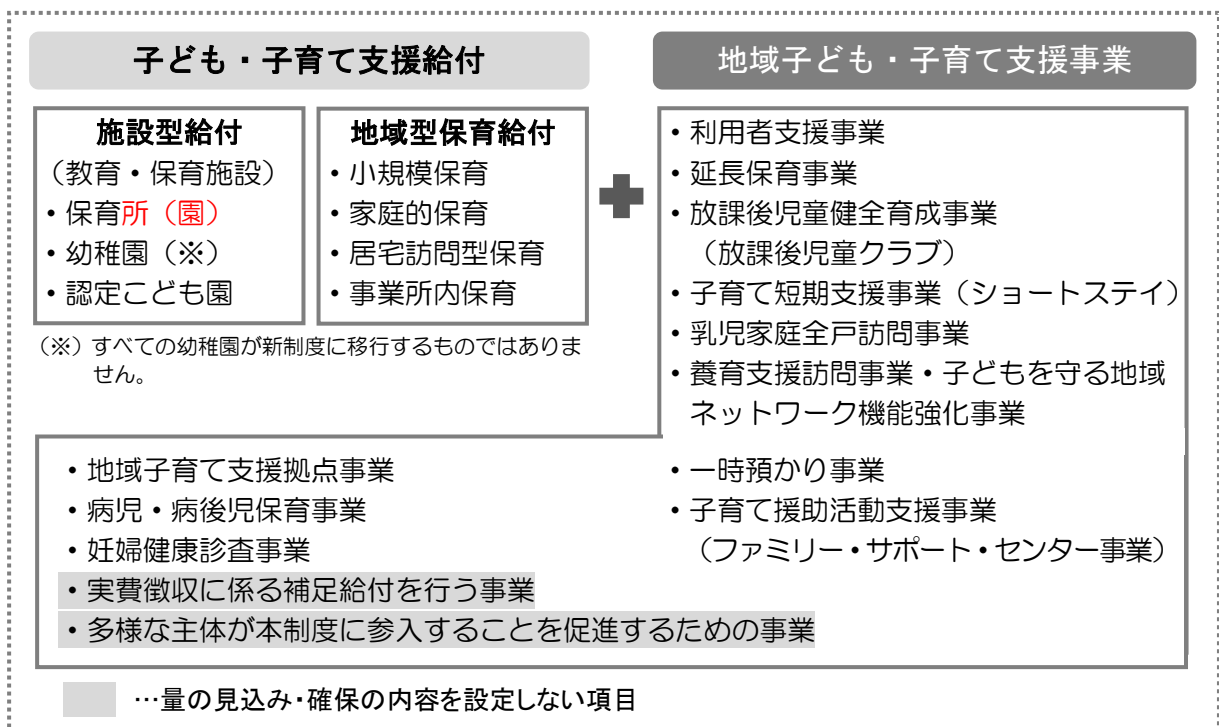 子ども・子育て支援給付
施設型給付
（教育・保育施設）
・保育所（園）
・幼稚園（※）
・認定こども園
地域型保育給付
・小規模保育
・家庭的保育
・居宅訪問型保育
・事業所内保育
（※）すべての幼稚園が新制度に移行するものではありま
せん。
地域子ども・子育て支援事業
・利用者支援事業
・延長保育事業
・放課後児童健全育成事業
（放課後児童クラブ）
・子育て短期支援事業（ショートステイ）
・乳児家庭全戸訪問事業
・養育支援訪問事業・子どもを守る地域
ネットワーク機能強化事業
・地域子育て支援拠点事業
・病児・病後児保育事業
・妊婦健康診査事業
・実費徴収に係る補足給付を行う事業
・多様な主体が本制度に参入することを促進するための事業
・一時預かり事業
・子育て援助活動支援事業
（ファミリー・サポート・センター事業）
…量の見込み・確保の内容を設定しない項目